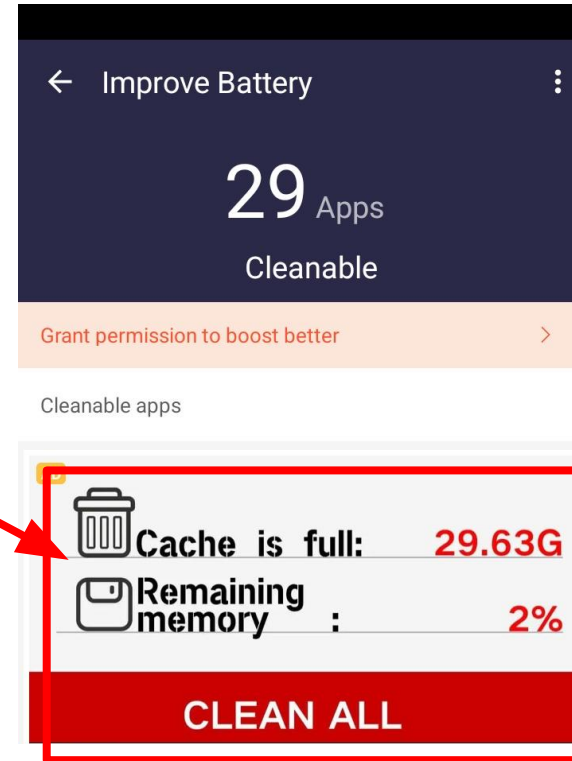 Improve Battery
29 Apps
Cleanable
Grant permission to boost better
Cleanable apps
Cache is full: 29.63G
Remaining
memory : 2%
CLEAN ALL